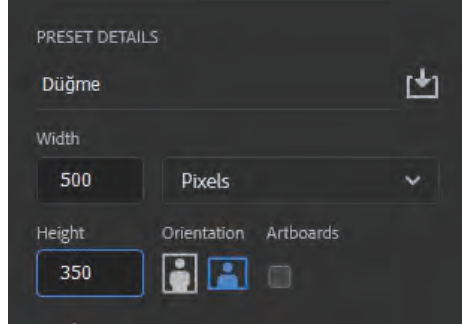 PRESET DETAILS
Düğme
Width
500 Pixels
Height Orientation Artboards
350